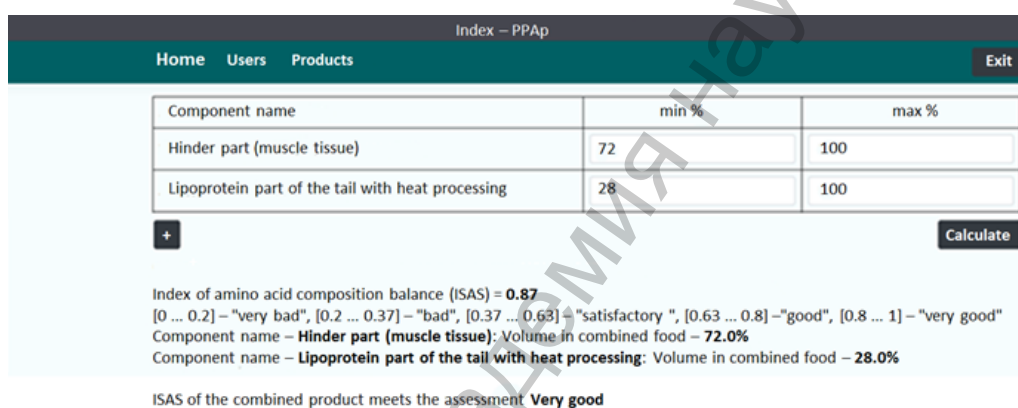 Index – PPAp
Home Users Products Exit
Component name min % max %
Hinder part (muscle tissue) 72 100
Lipoprotein part of the tail with heat processing 28 100
+ Calculate
Index of amino acid composition balance (ISAS) = 0.87
[0 ... 0.2] – "very bad", [0.2 ... 0.37] – "bad", [0.37 ... 0.63] – "satisfactory ", [0.63 ... 0.8] –"good", [0.8 ... 1] – "very good"
Component name – Hinder part (muscle tissue): Volume in combined food – 72.0%
Component name – Lipoprotein part of the tail with heat processing: Volume in combined food – 28.0%
ISAS of the combined product meets the assessment Very good